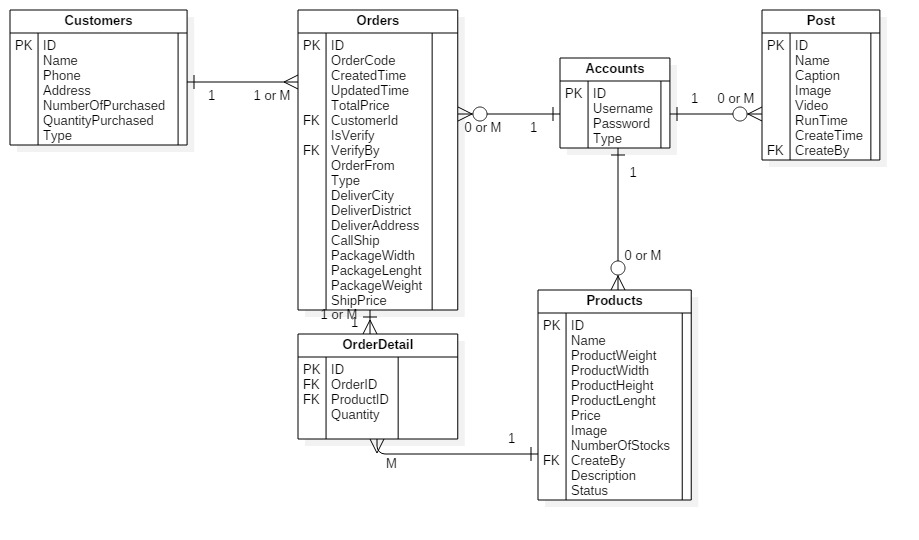 Customers
PK ID
Name
Phone
Address
NumberOfPurchased
QuantityPurchased
Type
1
1 or M
Orders
PK ID
OrderCode
CreatedTime
UpdatedTime
TotalPrice
FK CustomerId
IsVerify
FK VerifyBy
OrderFrom
Type
DeliverCity
DeliverDistrict
DeliverAddress
CallShip
PackageWidth
PackageLenght
PackageWeight
ShipPrice
0 or M
1
Accounts
PK ID
Username
Password
Type
1
0 or M
Post
PK ID
Name
Caption
Image
Video
RunTime
CreateTime
FK CreateBy
1
0 or M
1 or M
1
OrderDetail
PK ID
FK OrderID
FK ProductID
Quantity
M
1
Products
PK ID
Name
ProductWeight
ProductWidth
ProductHeight
ProductLenght
Price
Image
NumberOfStocks
FK CreateBy
Description
Status